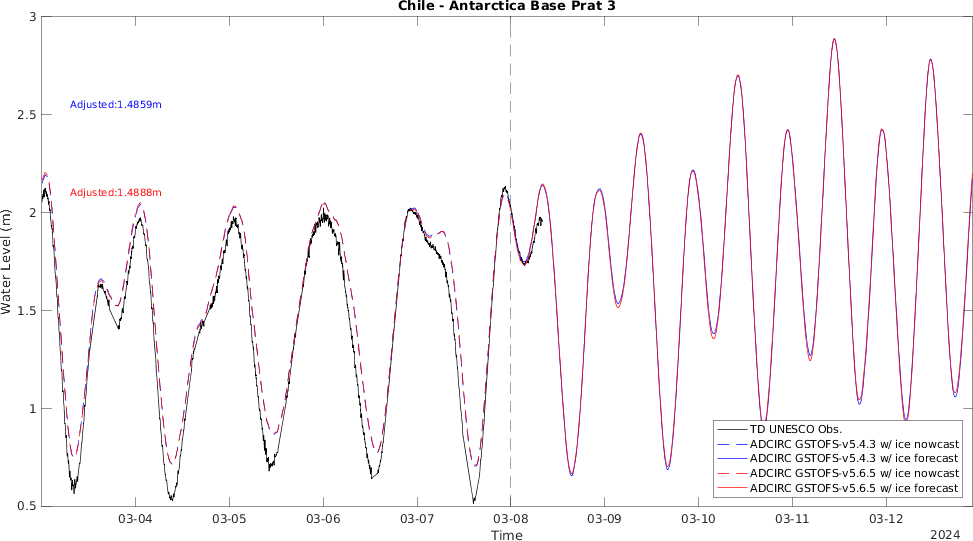 Chile - Antarctica Base Prat 3
3
2.5
2
1.5
1
0.5
Water Level (m)
Adjusted:1.4859m
Adjusted:1.4888m
TD UNESCO Obs.
ADCIRC GSTOFS-v5.4.3 w/ ice nowcast
ADCIRC GSTOFS-v5.4.3 w/ ice forecast
ADCIRC GSTOFS-v5.6.5 w/ ice nowcast
ADCIRC GSTOFS-v5.6.5 w/ ice forecast
03-04 03-05 03-06 03-07 03-08 03-09 03-10 03-11 03-12
Time
2024